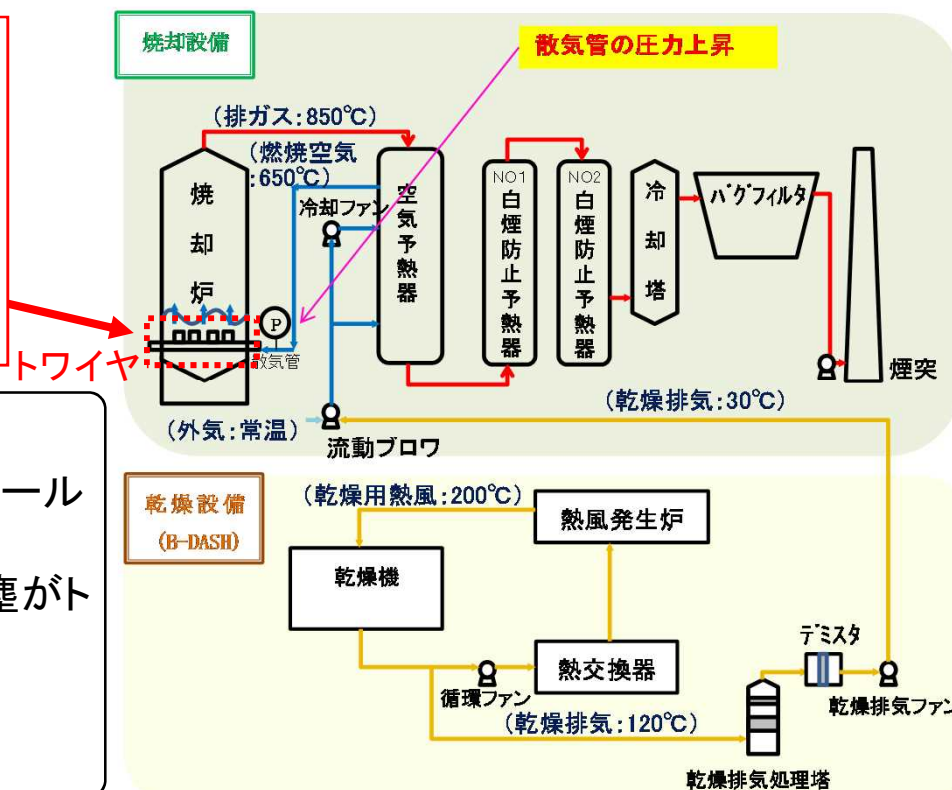 焼却設備
散気管の圧力上昇
(排ガス:850℃)
(燃焼空気
:650℃)
冷却ファン
焼却炉
空気予熱器
NO1
白煙防止予熱器
NO2
白煙防止予熱器
冷却塔
バグフィルタ
P
散気管
トワイヤ
煙突
(乾燥排気:30℃)
(外気:常温)
流動ブロワ
ール
塵がト
乾燥設備
(B-DASH)
(乾燥用熱風:200℃)
熱風発生炉
乾燥機
デミスタ
熱交換器
循環ファン
乾燥排気ファン
(乾燥排気:120℃)
乾燥排気処理塔